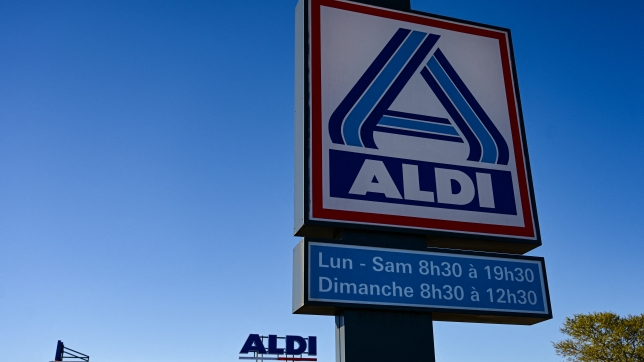 ALDI
Lun - Sam 8h30 à 19h30
Dimanche 8h30 à 12h30
ALDI